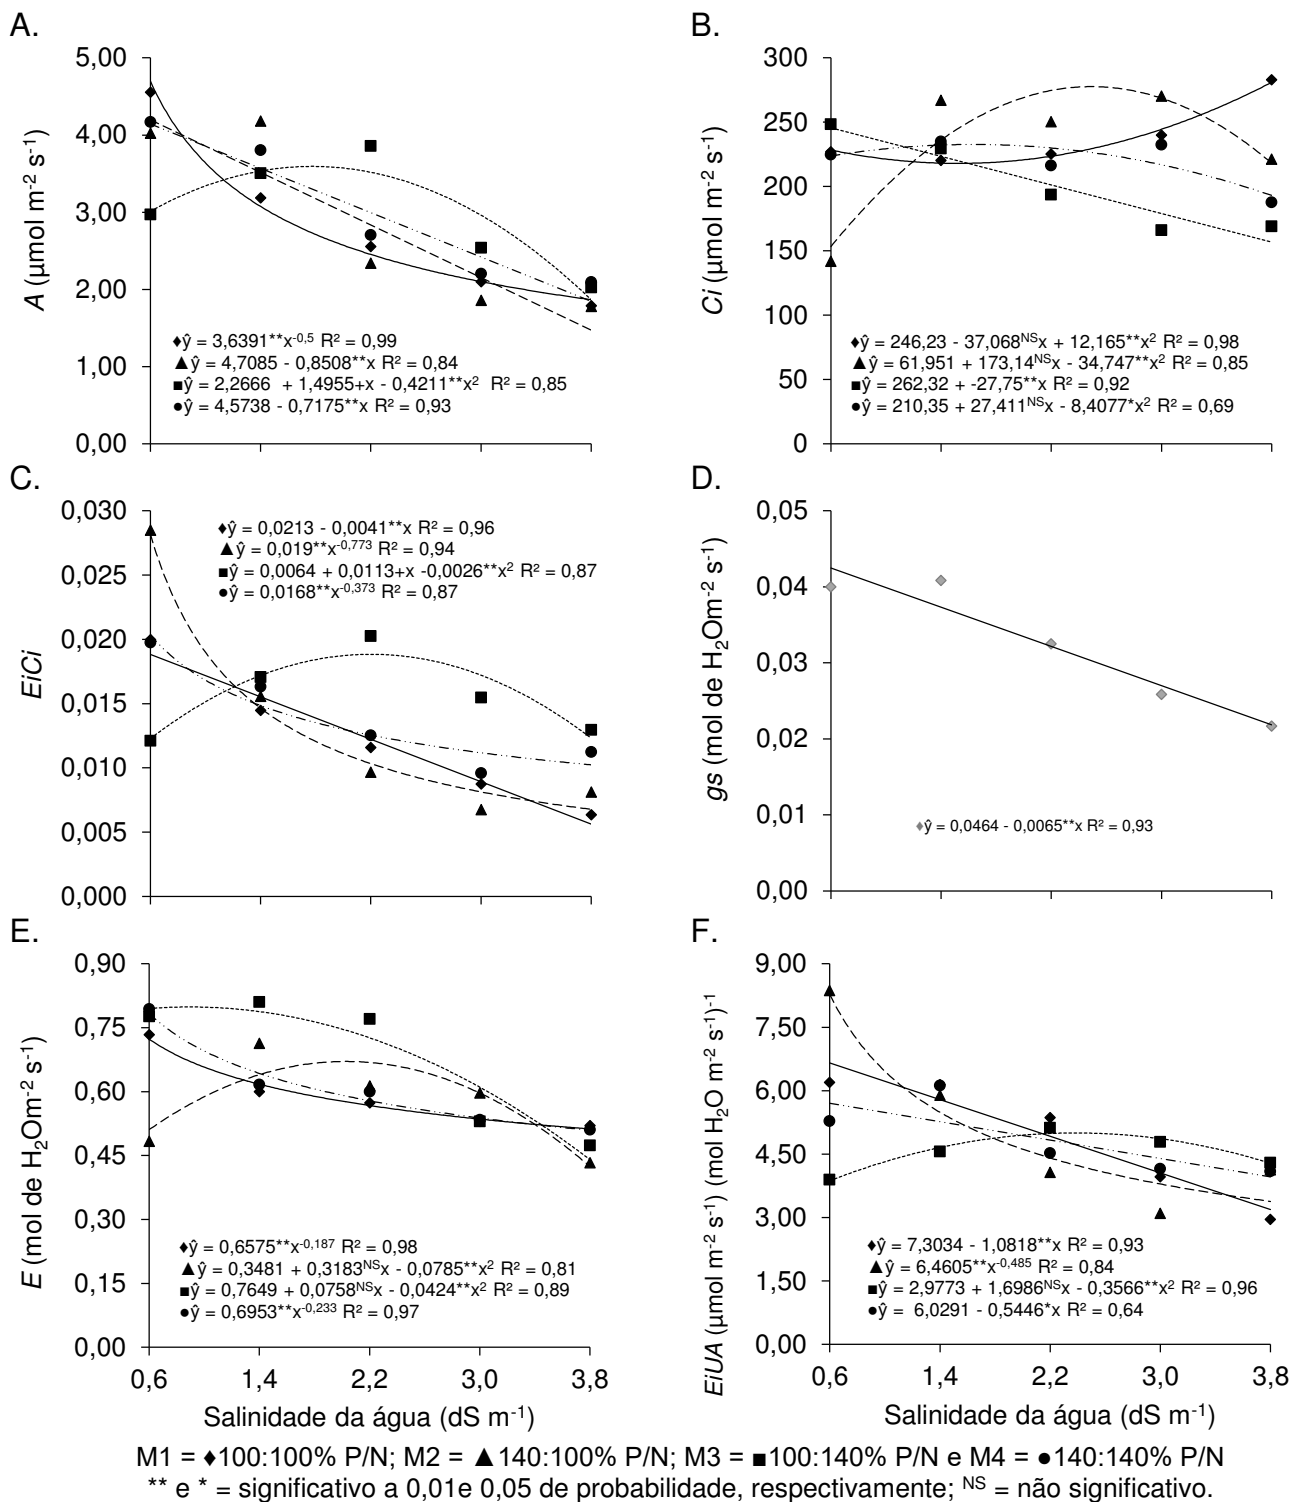 A.
5,00
4,00
3,00
2,00
1,00
0,00
A (µmol m-2 s-1)
♦ŷ = 3,6391**x-0,5 R² = 0,99
▲ŷ = 4,7085 - 0,8508**x R² = 0,84
■ŷ = 2,2666 + 1,4955+x - 0,4211**x² R² = 0,85
●ŷ = 4,5738 - 0,7175**x R² = 0,93
B.
300
250
200
150
100
50
0
Ci (µmol m-2 s-1)
♦ŷ = 246,23 - 37,068NSx + 12,165**x² R² = 0,98
▲ŷ = 61,951 + 173,14NSx - 34,747**x² R² = 0,85
■ŷ = 262,32 + -27,75**x R² = 0,92
●ŷ = 210,35 + 27,411NSx - 8,4077*x² R² = 0,69
C.
0,030
0,025
0,020
0,015
0,010
0,005
0,000
EiCi
♦ŷ = 0,0213 - 0,0041**x R² = 0,96
▲ŷ = 0,019**x-0,773 R² = 0,94
■ŷ = 0,0064 + 0,0113+x -0,0026**x² R² = 0,87
●ŷ = 0,0168**x-0,373 R² = 0,87
D.
0,05
0,04
0,03
0,02
0,01
0,00
gs (mol de H₂Om-2 s-1)
♦ŷ = 0,0464 - 0,0065**x R² = 0,93
E.
0,90
0,75
0,60
0,45
0,30
0,15
0,00
E (mol de H₂Om-2 s-1)
♦ŷ = 0,6575**x-0,187 R² = 0,98
▲ŷ = 0,3481 + 0,3183NSx - 0,0785**x² R² = 0,81
■ŷ = 0,7649 + 0,0758NSx - 0,0424**x² R² = 0,89
●ŷ = 0,6953**x-0,233 R² = 0,97
0,6 1,4 2,2 3,0 3,8
Salinidade da água (dS m-1)
F.
9,00
7,50
6,00
4,50
3,00
1,50
0,00
EiUA (µmol m-2 s-1) (mol H₂O m-2 s-1)-1
♦ŷ = 7,3034 - 1,0818**x R² = 0,93
▲ŷ = 6,4605**x-0,485 R² = 0,84
■ŷ = 2,9773 + 1,6986NSx - 0,3566**x² R² = 0,96
●ŷ = 6,0291 - 0,5446*x R² = 0,64
0,6 1,4 2,2 3,0 3,8
Salinidade da água (dS m-1)
M1 = ♦100:100% P/N; M2 = ▲140:100% P/N; M3 = ■100:140% P/N e M4 = ●140:140% P/N
** e * = significativo a 0,01e 0,05 de probabilidade, respectivamente; NS = não significativo.